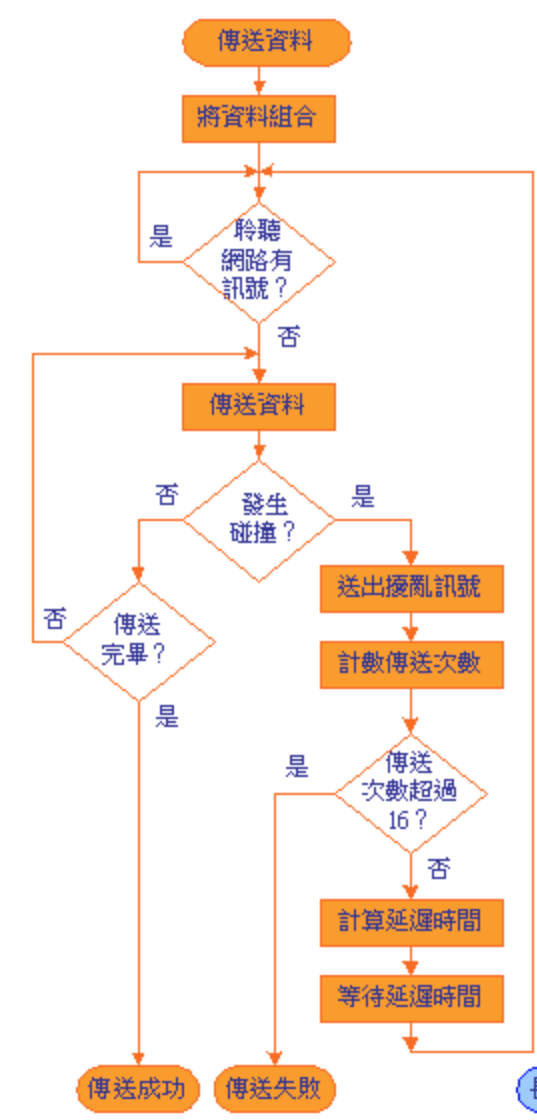 傳送資料
將資料組合
是
聆聽
網路有
訊號？
否
傳送資料
否
發生
碰撞？
是
送出擾亂訊號
否
傳送
完畢？
計數傳送次數
是
是
傳送
次數超過
16？
否
計算延遲時間
等待延遲時間
傳送成功
傳送失敗